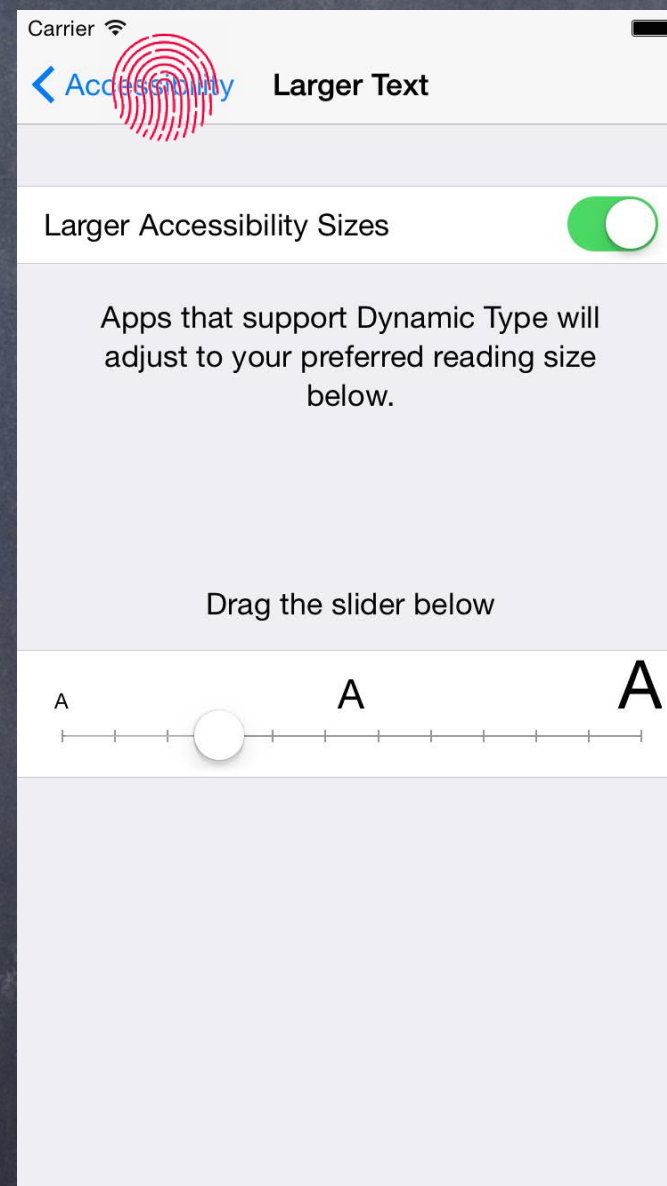 Carrier
Accessibility Larger Text
Larger Accessibility Sizes
Apps that support Dynamic Type will
adjust to your preferred reading size
below.
Drag the slider below
A A A